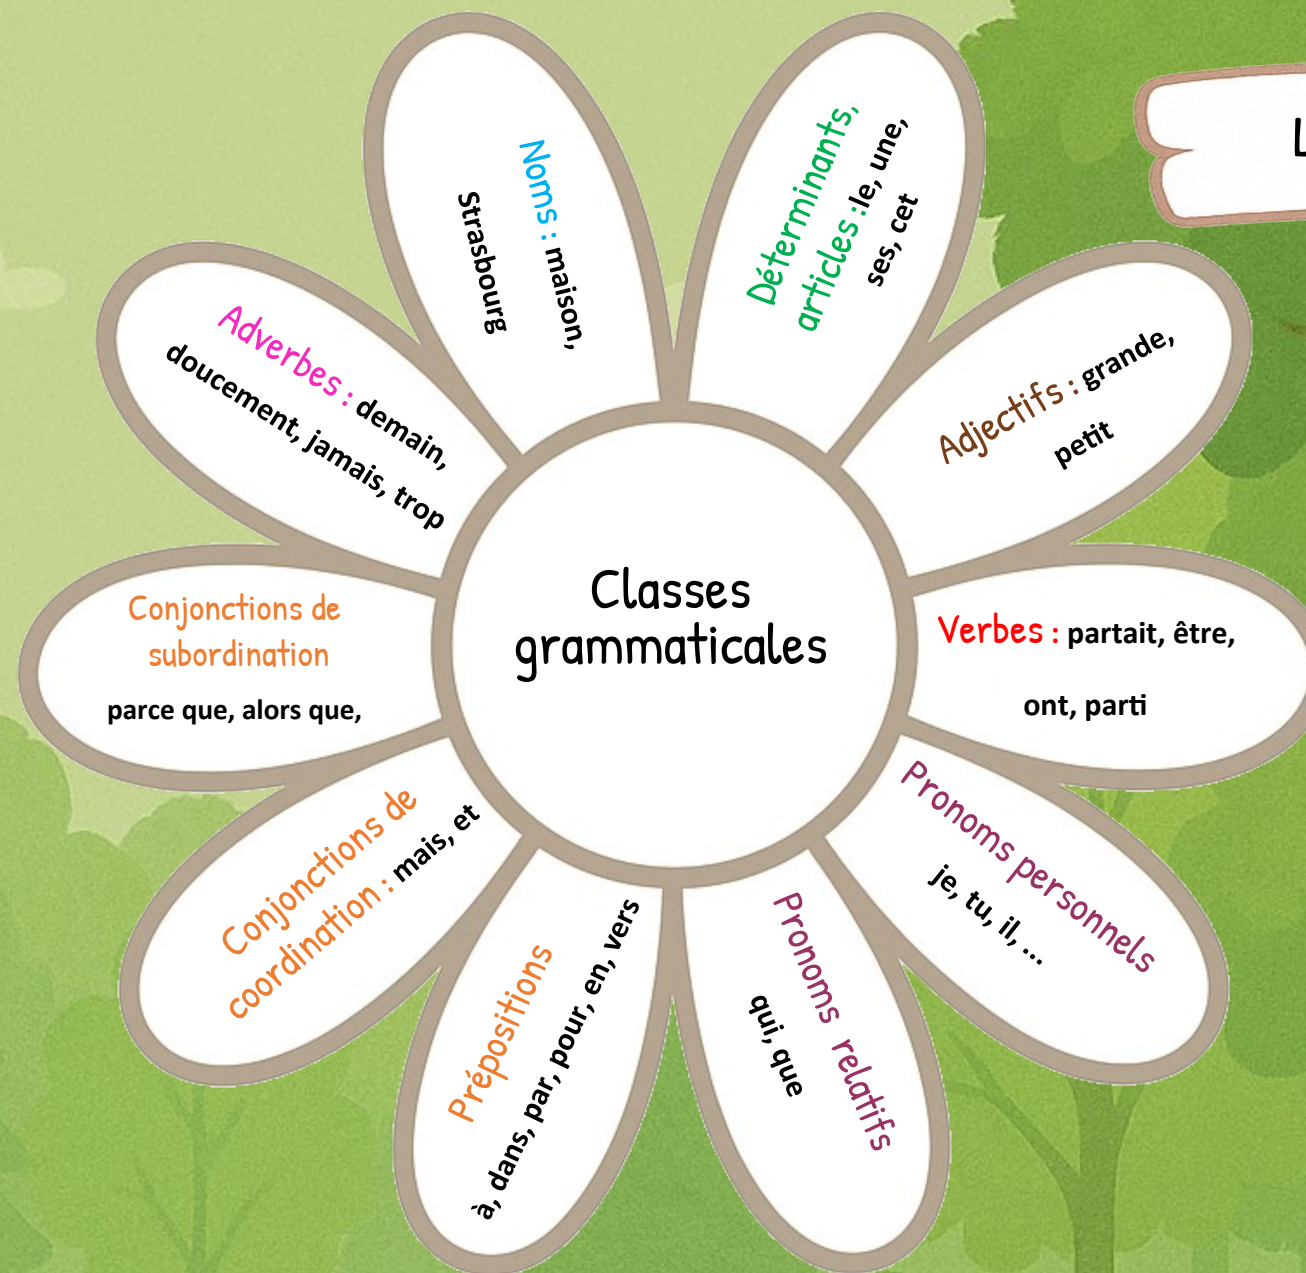 Classes
grammaticales
Noms : maison,
Strasbourg
Déterminants,
articles :le, une,
ses, cet
Adjectifs : grande,
petit
Verbes : partait, être,
ont, parti
Pronoms personnels
je, tu, il, ...
Pronoms relatifs
qui, que
Prépositions
à, dans, par, pour, en, vers
Conjonctions de
coordination : mais, et
Conjonctions de
subordination
parce que, alors que,
Adverbes : demain,
doucement, jamais, trop